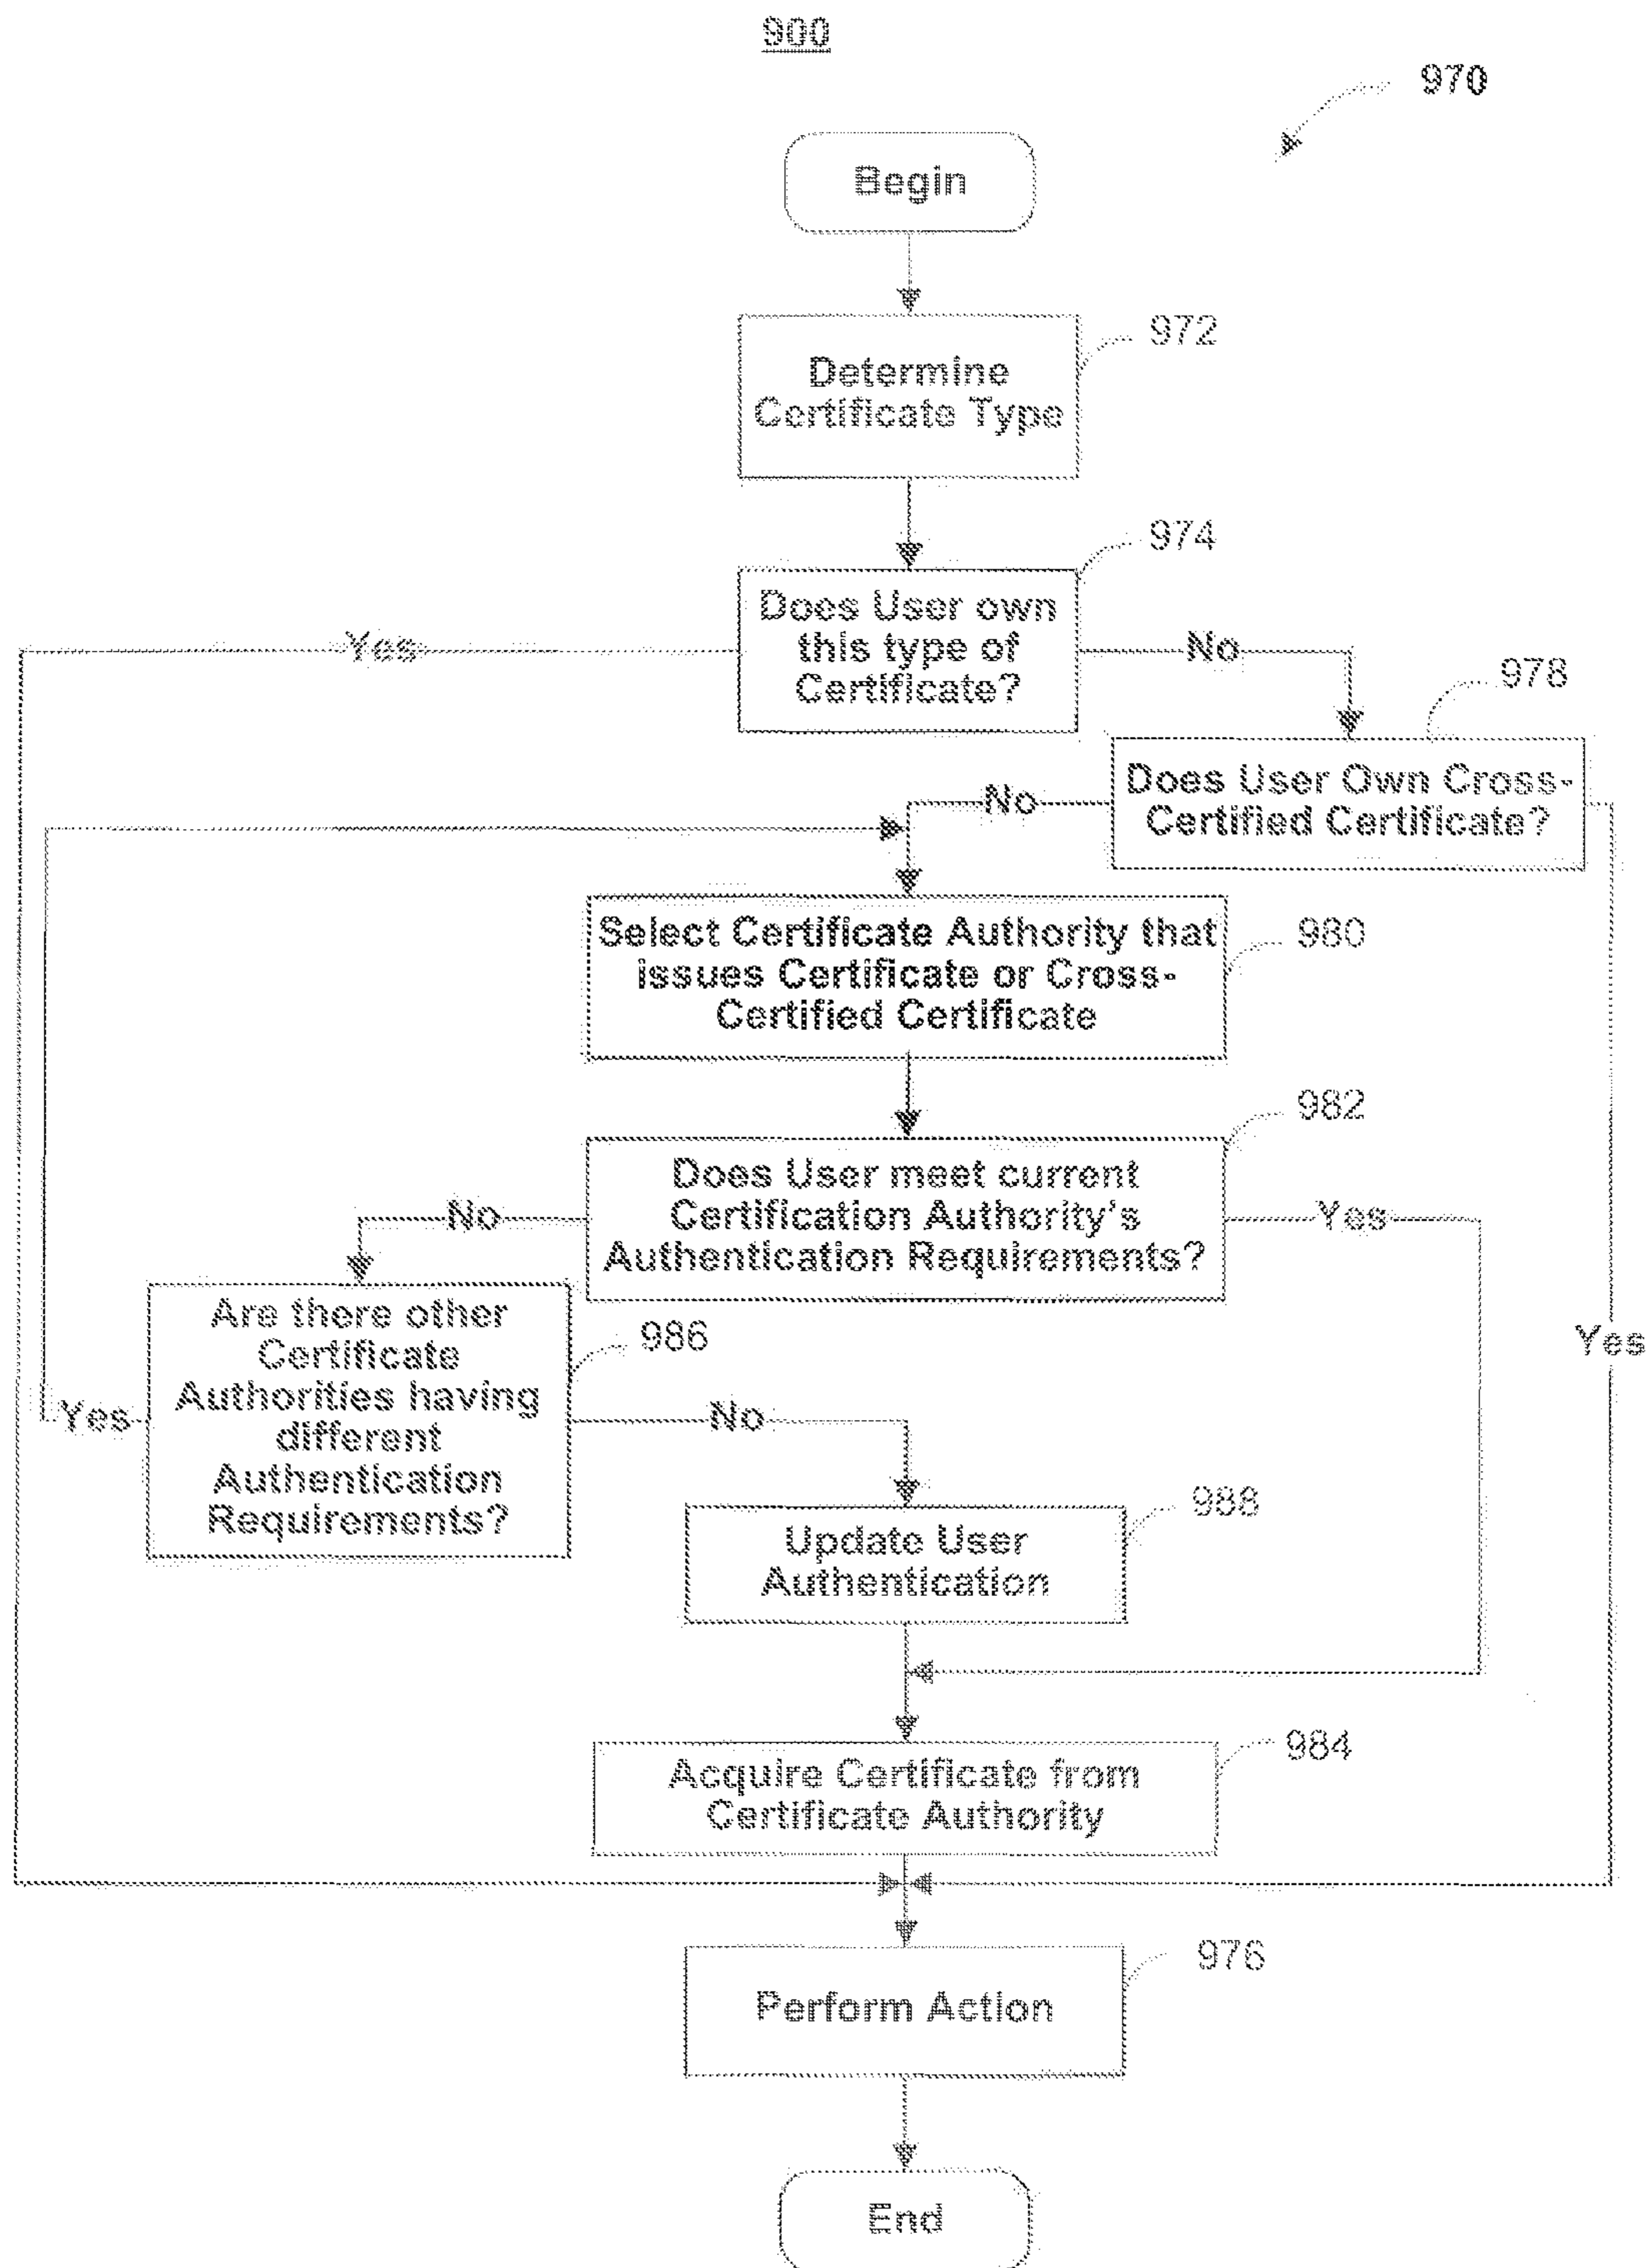 900
970
Begin
972
Determine
Certificate Type
974
Does User own
this type of
Certificate?
Yes
No
978
Does User Own Cross-
Certified Certificate?
No
Select Certificate Authority that
issues Certificate or Cross-
Certified Certificate
980
982
Does User meet current
Certification Authority's
Authentication Requirements?
No
Yes
Are there other
Certificate
Authorities having
different
Authentication
Requirements?
986
Yes
Yes
No
988
Update User
Authentication
984
Acquire Certificate from
Certificate Authority
976
Perform Action
End